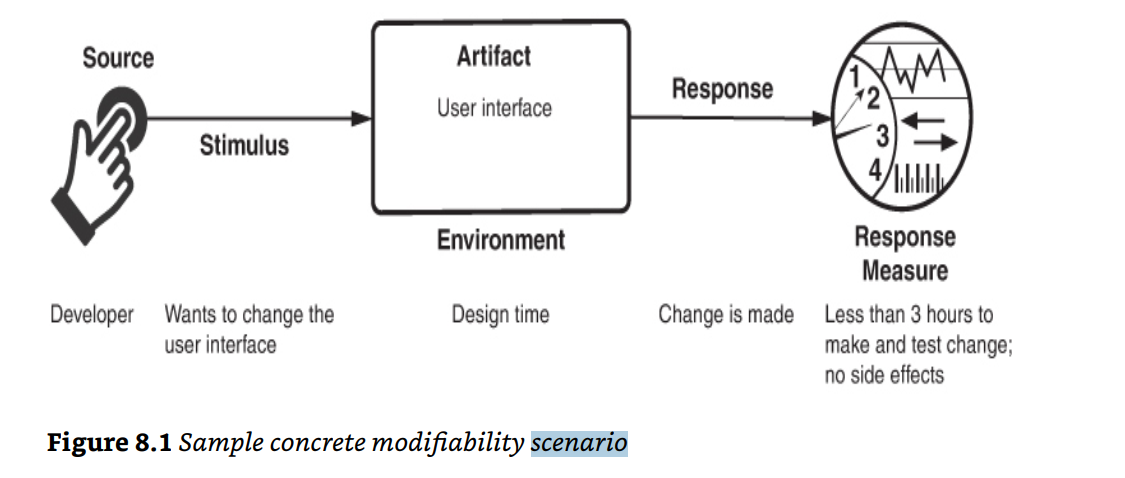 Source
Artifact
User interface
Response
Stimulus
1
2
3
4
Environment
Response
Measure
Developer
Wants to change the
user interface
Design time
Change is made
Less than 3 hours to
make and test change;
no side effects
Figure 8.1 Sample concrete modifiability scenario